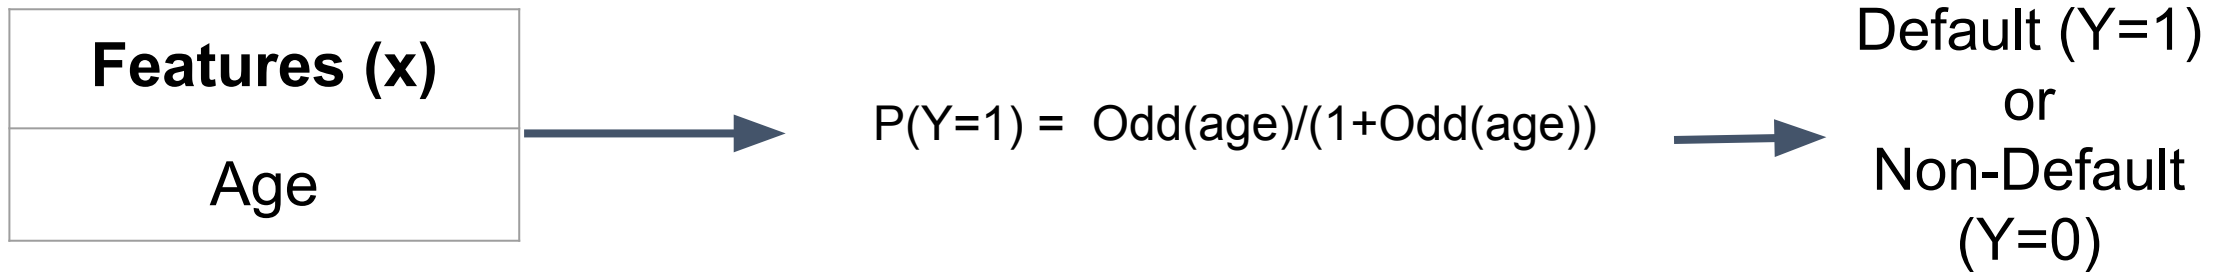 Features (x)
Age
P(Y=1) = Odd(age)/(1+Odd(age))
Default (Y=1)
or
Non-Default
(Y=0)